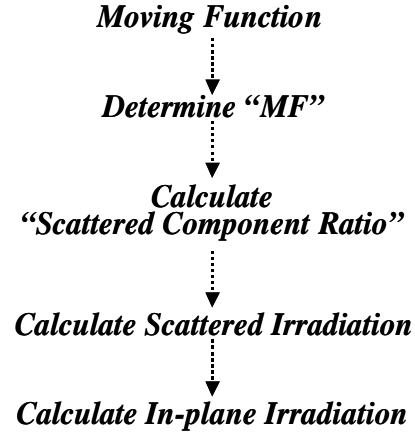 Moving Function
Determine “MF”
Calculate
“Scattered Component Ratio”
Calculate Scattered Irradiation
Calculate In-plane Irradiation